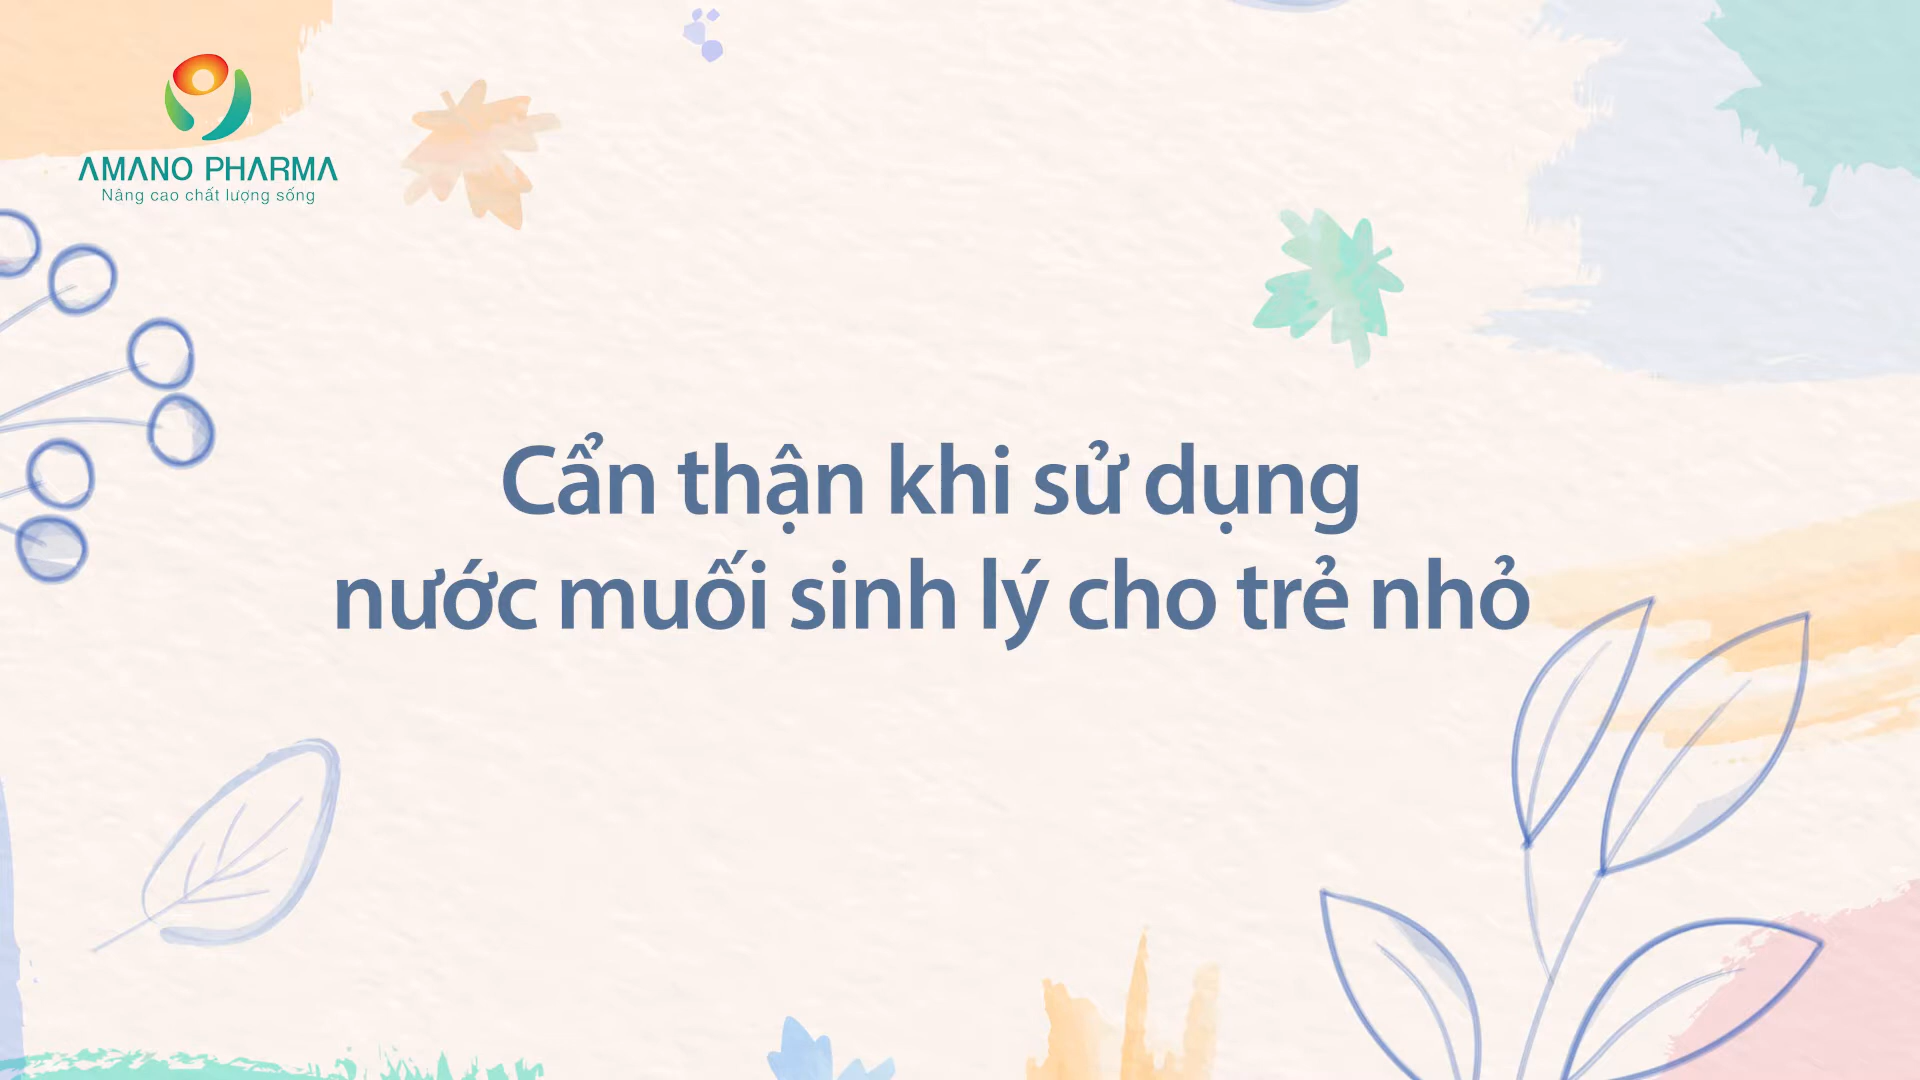 AMANO PHARMA
Nâng cao chất lượng sống
Cẩn thận khi sử dụng
nước muối sinh lý cho trẻ nhỏ